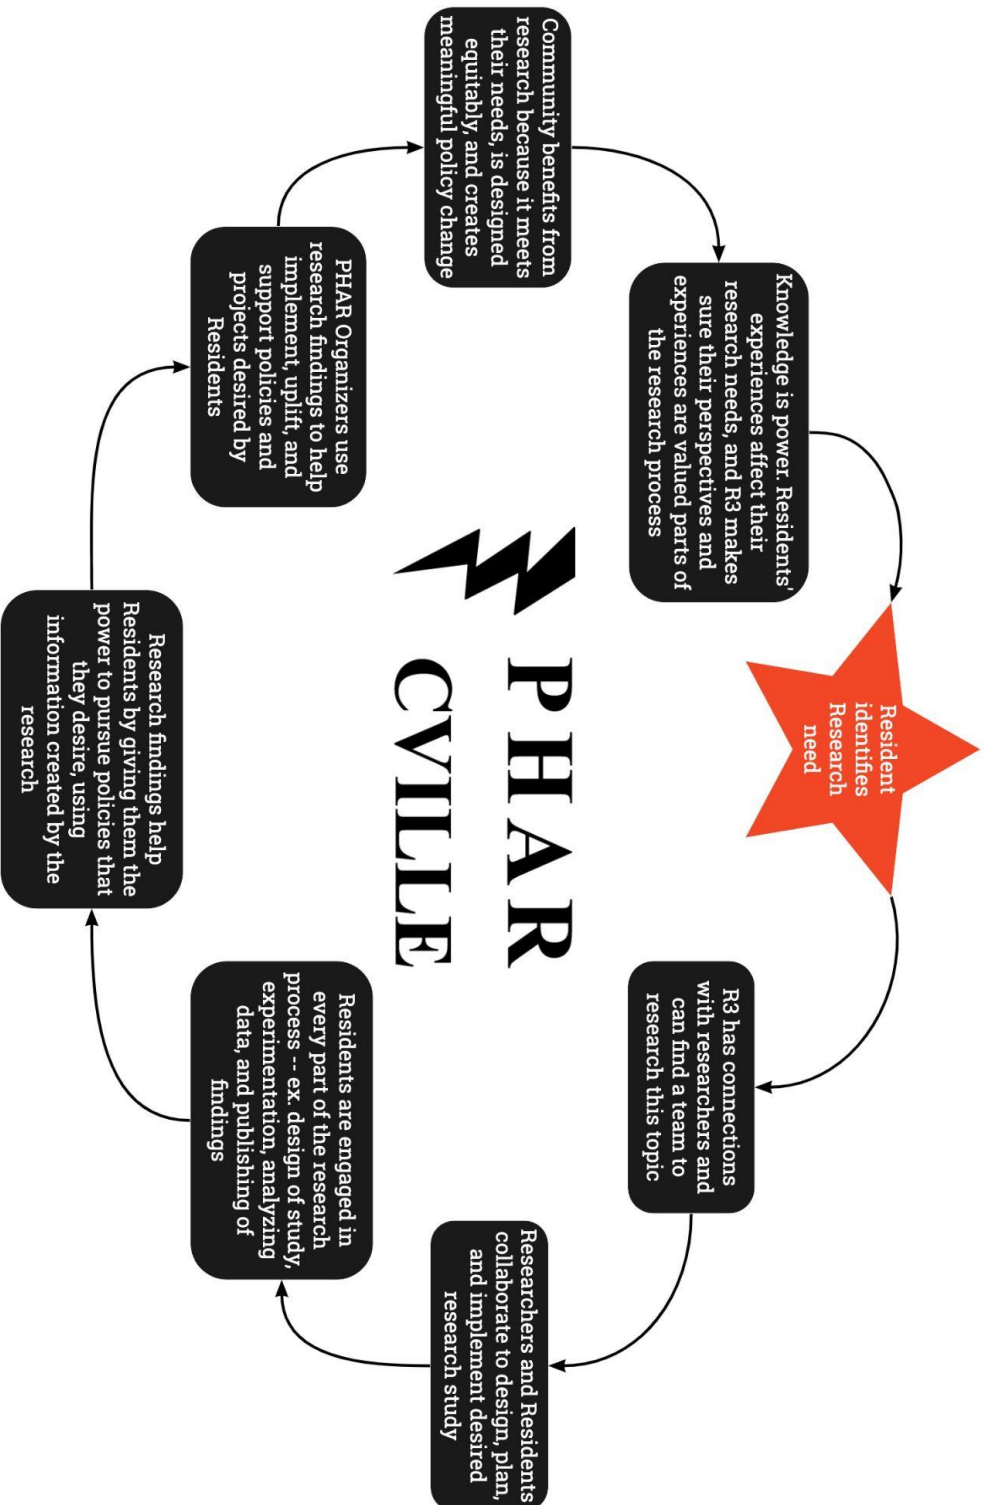 Resident
identifies
Research
need
R3 has connections
with researchers and
can find a team to
research this topic
Researchers and Residents
collaborate to design, plan,
and implement desired
research study
Residents are engaged in
every part of the research
process -- ex. design of study,
experimentation, analyzing
data, and publishing of
findings
Research findings help
Residents by giving them the
power to pursue policies that
they desire, using
information created by the
research
PHAR Organizers use
research findings to help
implement, uplift, and
support policies and
projects desired by
Residents
Community benefits from
research because it meets
their needs, is designed
equitably, and creates
meaningful policy change
Knowledge is power. Residents'
experiences affect their
research needs, and R3 makes
sure their perspectives and
experiences are valued parts of
the research process
PHAR
CVILLE